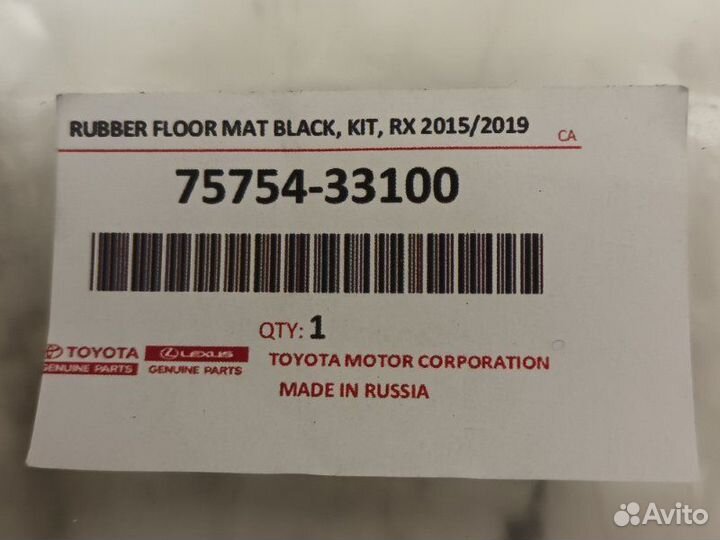 RUBBER FLOOR MAT BLACK, KIT, RX 2015/2019 CA
75754-33100
QTY: 1
TOYOTA LEXUS TOYOTA MOTOR CORPORATION
GENUINE PARTS GENUINE PARTS
MADE IN RUSSIA
Avito